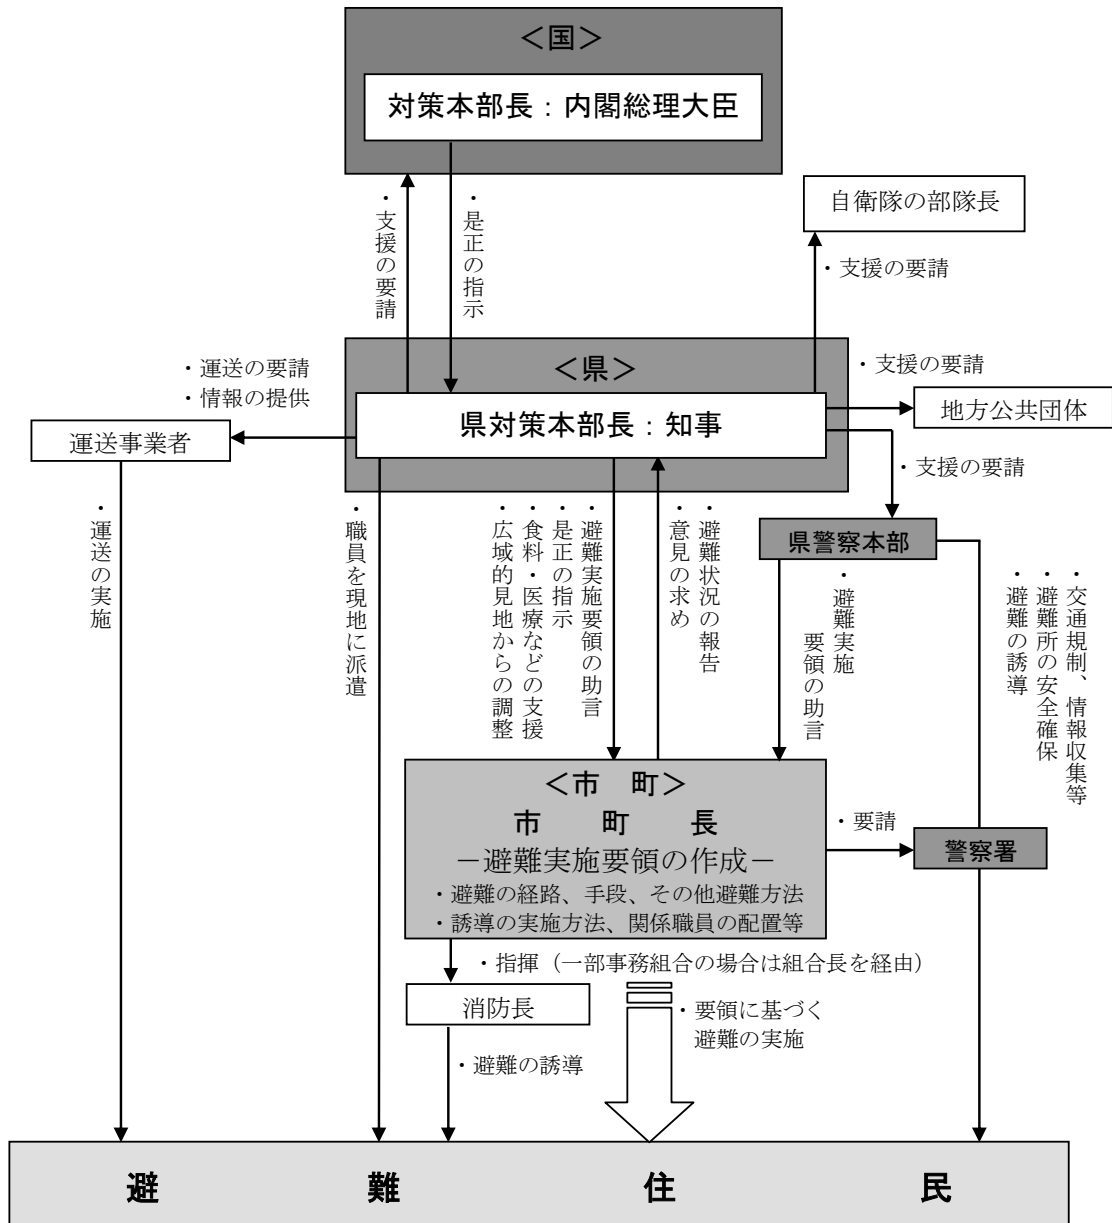 ＜国＞
対策本部長：内閣総理大臣
・支援の要請
・是正の指示
自衛隊の部隊長
・支援の要請
＜県＞
県対策本部長：知事
・運送の要請
・情報の提供
運送事業者
・支援の要請
地方公共団体
・支援の要請
県警察本部
・運送の実施
・職員を現地に派遣
・避難実施要領の助言
・是正の指示
・食料・医療などの支援
・広域的見地からの調整
・避難状況の報告
・意見の求め
・避難実施
要領の助言
・交通規制、情報収集等
・避難所の安全確保
・避難の誘導
＜市　町＞
市　町　長
－避難実施要領の作成－
・避難の経路、手段、その他避難方法
・誘導の実施方法、関係職員の配置等
・要請
警察署
・指揮（一部事務組合の場合は組合長を経由）
消防長
・要領に基づく
避難の実施
・避難の誘導
避　難　住　民